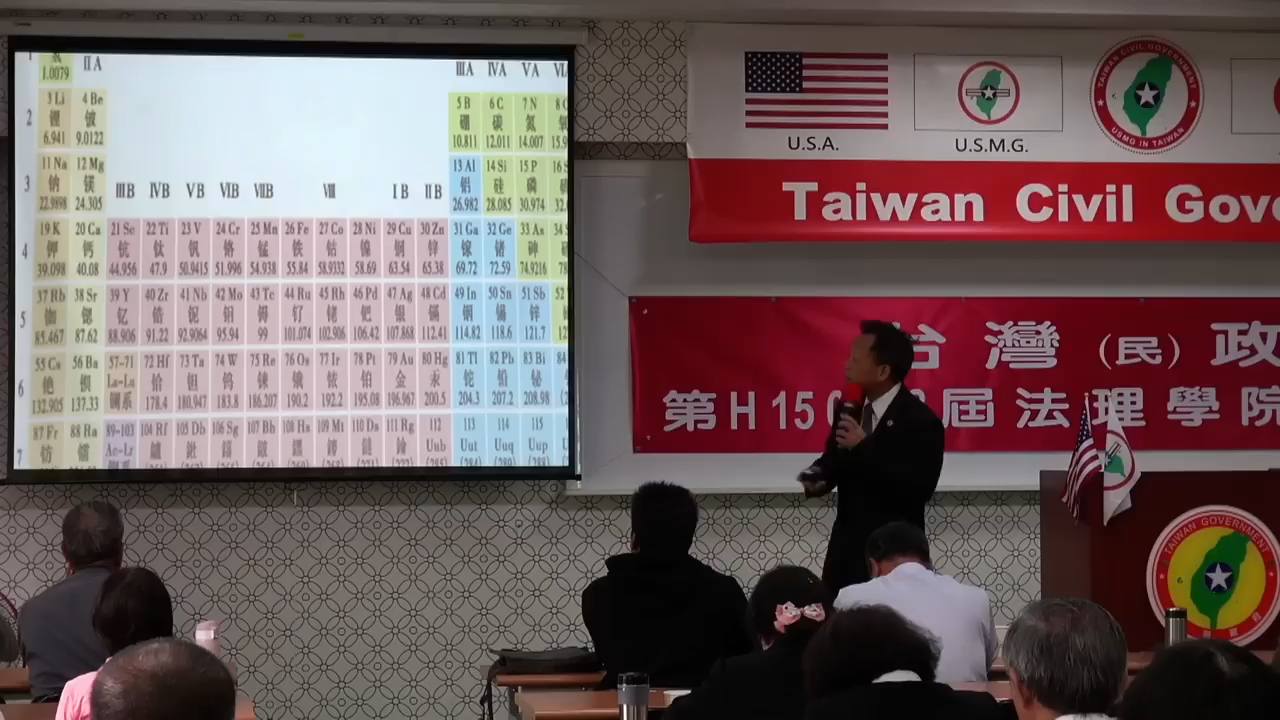 1
1.0079
ⅡA
ⅢA ⅣA ⅤA
2
3 Li 4 Be 5 B 6 C 7 N
锂 铍 硼 碳 氮
6.941 9.0122 10.811 12.011 14.007
3
11 Na 12 Mg 13 Al 14 Si 15 P
钠 镁 铝 硅 磷
22.9898 24.305 26.982 28.085 30.974
ⅢB ⅣB ⅤB ⅥB ⅦB Ⅷ ⅠB ⅡB
4
19 K 20 Ca 21 Sc 22 Ti 23 V 24 Cr 25 Mn 26 Fe 27 Co 28 Ni 29 Cu 30 Zn 31 Ga 32 Ge 33 As
钾 钙 钪 钛 钒 铬 锰 铁 钴 镍 铜 锌 镓 锗 砷
39.098 40.08 44.956 47.9 50.9415 51.996 54.938 55.84 58.9332 58.69 63.54 65.38 69.72 72.59 74.9216
5
37 Rb 38 Sr 39 Y 40 Zr 41 Nb 42 Mo 43 Tc 44 Ru 45 Rh 46 Pd 47 Ag 48 Cd 49 In 50 Sn 51 Sb
铷 锶 钇 锆 铌 钼 钌 铑 钯 银 镉 铟 锡
85.467 87.62 88.906 91.22 92.9064 95.94 99 101.074 102.906 106.42 107.868 112.41 114.82 118.6 121.7
6
55 Cs 56 Ba 57-71 72 Hf 73 Ta 74 W 75 Re 76 Os 77 Ir 78 Pt 79 Au 80 Hg 81 Tl 82 Pb 83 Bi
铯 钡 La-Lu 铪 钽 钨 铼 锇 铱 铂 金 汞 铊 铅 铋
132.905 137.33 镧系 178.4 180.947 183.8 186.207 190.2 192.2 195.08 196.967 200.5 204.3 207.2 208.98
7
87 Fr 88 Ra 89-103 104 Rf 105 Db 106 Sg 107 Bh 108 Hs 109 Mt 110 Ds 111 Rg 112 113 114 115
钫 镭 Ac-Lr Uub Uut Uuq Uup
U.S.A.
U.S.M.G.
TAIWAN CIVIL GOVERNMENT
USMG IN TAIWAN
Taiwan Civil Gove
台灣(民)政
第H150 屆法理學院
TAIWAN GOVERNMENT